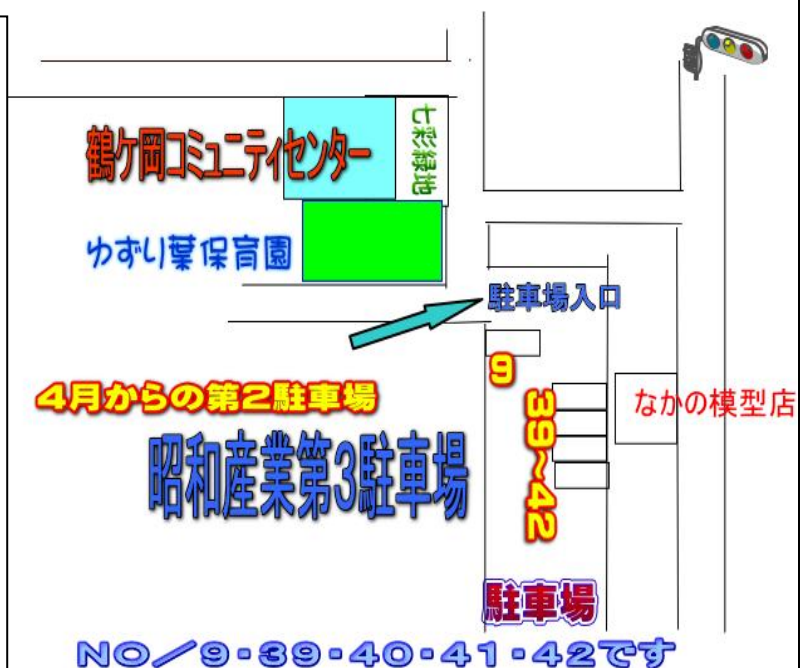 鶴ケ岡コミュニティセンター
七彩緑地
ゆずり葉保育園
駐車場入口
9
4月からの第2駐車場
39~42
なかの模型店
昭和産業第3駐車場
駐車場
NO/9・39・40・41・42です